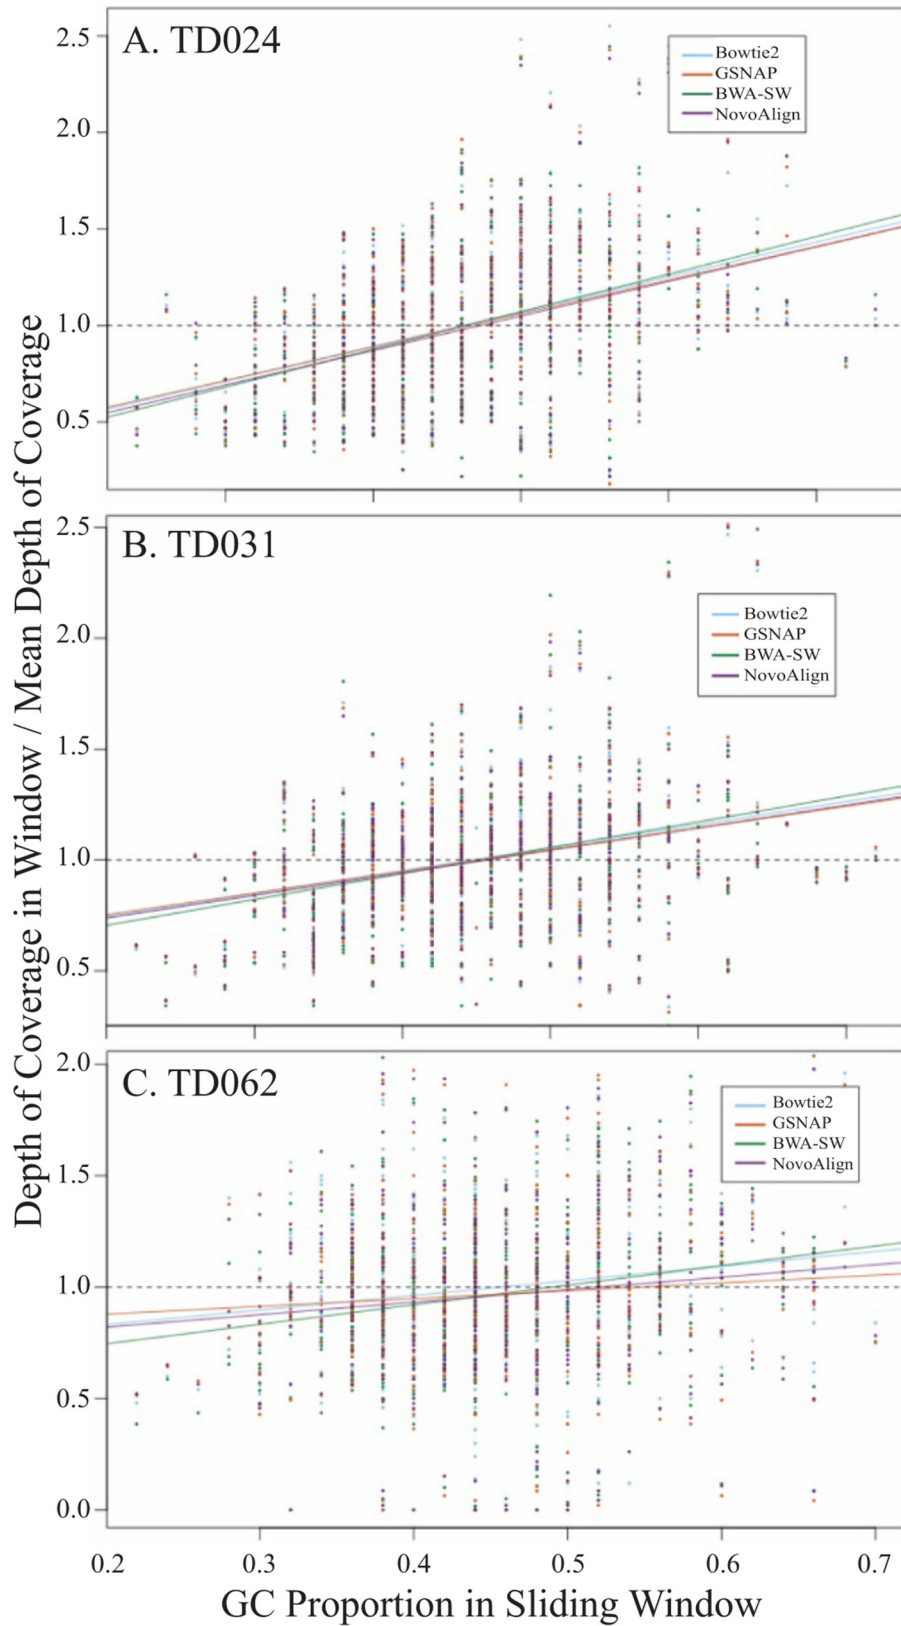 Depth of Coverage in Window / Mean Depth of Coverage
A. TD024
2.5
2.0
1.5
1.0
0.5
Bowtie2
GSNAP
BWA-SW
NovoAlign
B. TD031
2.5
2.0
1.5
1.0
0.5
Bowtie2
GSNAP
BWA-SW
NovoAlign
C. TD062
2.0
1.5
1.0
0.5
0.0
Bowtie2
GSNAP
BWA-SW
NovoAlign
0.2 0.3 0.4 0.5 0.6 0.7
GC Proportion in Sliding Window